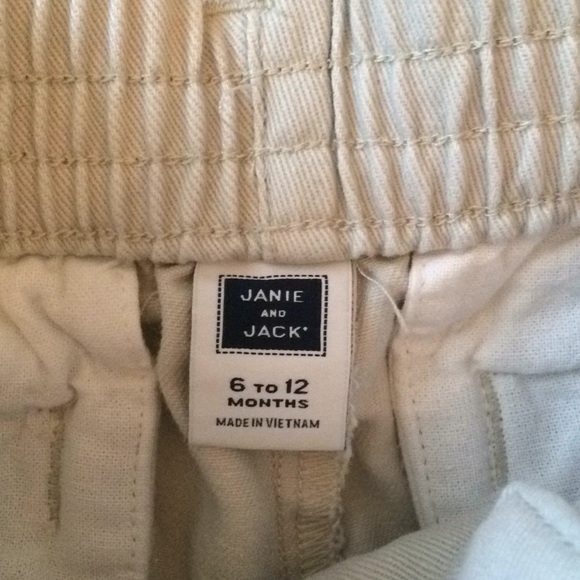 JANIE
AND
JACK
6 TO 12
MONTHS
MADE IN VIETNAM